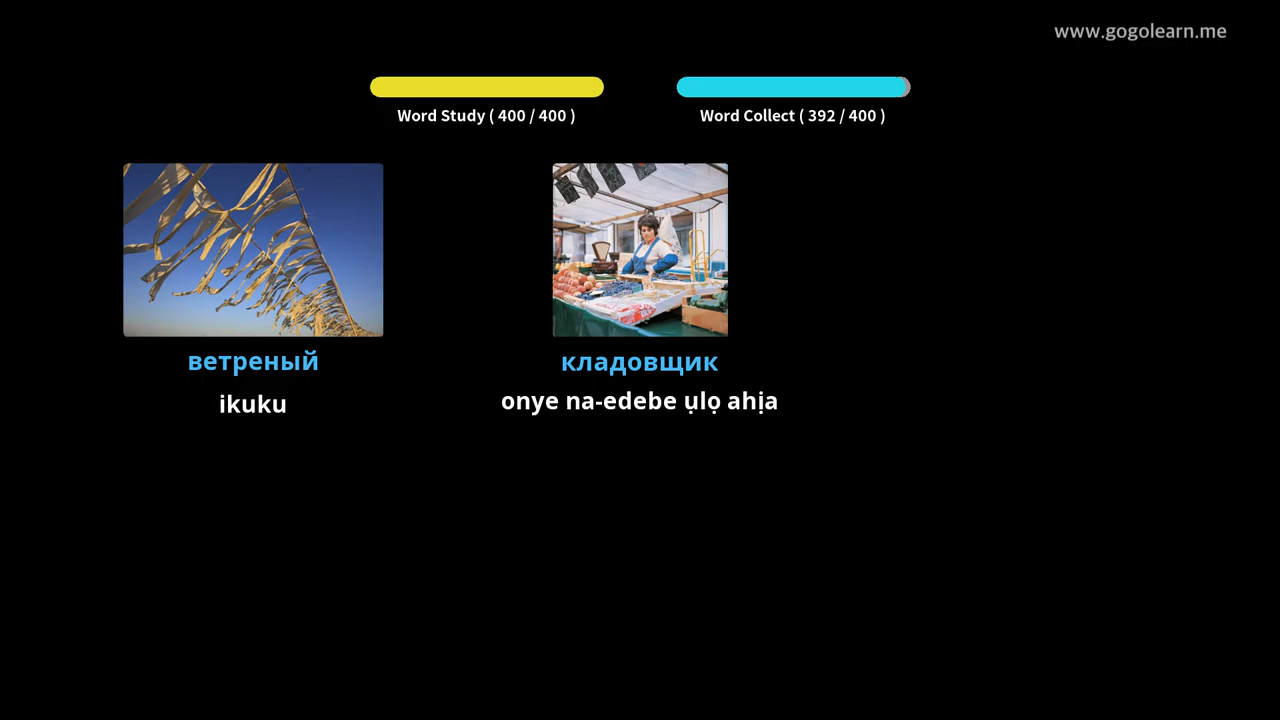 www.gogolearn.me
Word Study ( 400 / 400 )
Word Collect ( 392 / 400 )
ветреный
ikuku
кладовщик
onye na-edebe ụlọ ahịa